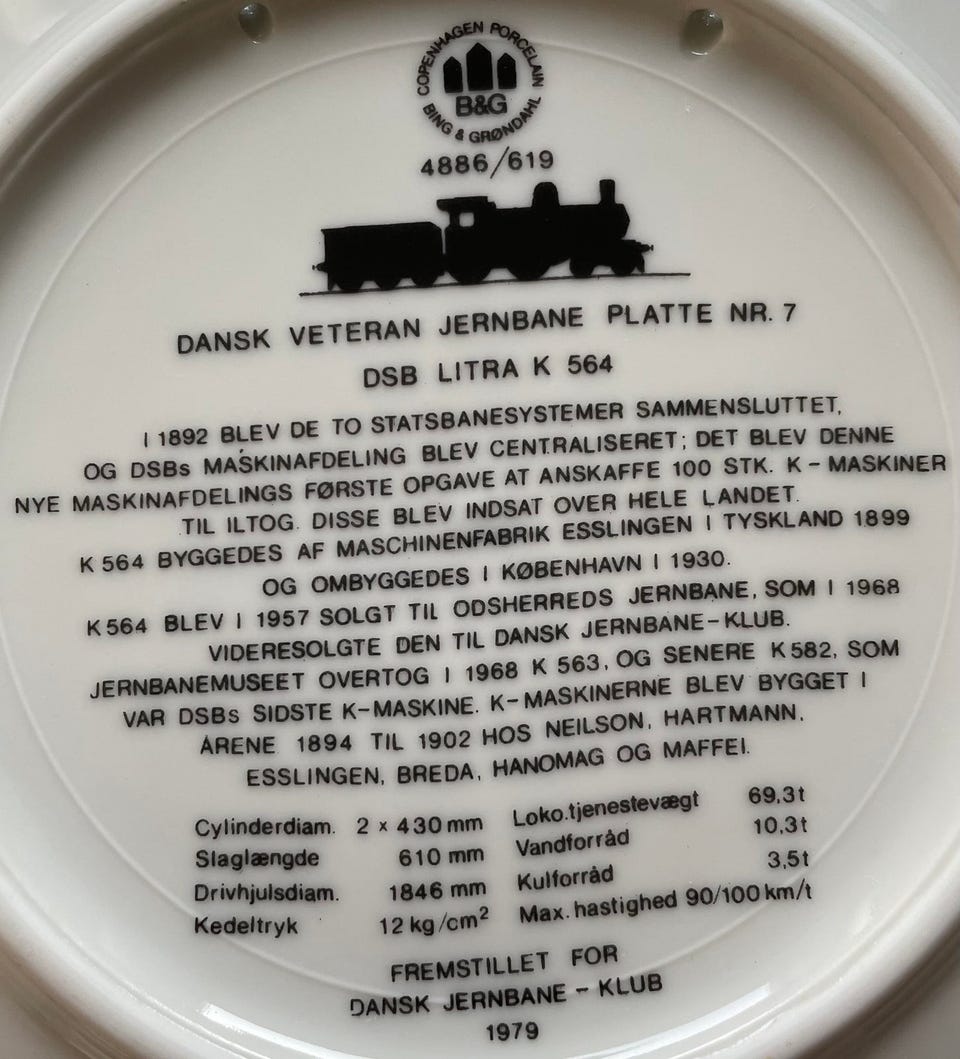 COPENHAGEN PORCELAIN
B&G
BING & GRØNDAHL
4886/619
DANSK VETERAN JERNBANE PLATTE NR. 7
DSB LITRA K 564
I 1892 BLEV DE TO STATSBANESYSTEMER SAMMENSLUTTET,
OG DSBs MASKINAFDELING BLEV CENTRALISERET; DET BLEV DENNE
NYE MASKINAFDELINGS FØRSTE OPGAVE AT ANSKAFFE 100 STK. K – MASKINER
TIL ILTOG. DISSE BLEV INDSAT OVER HELE LANDET.
K 564 BYGGEDES AF MASCHINENFABRIK ESSLINGEN I TYSKLAND 1899
OG OMBYGGEDES I KØBENHAVN I 1930.
K 564 BLEV I 1957 SOLGT TIL ODSHERREDS JERNBANE, SOM I 1968
VIDERESOLGTE DEN TIL DANSK JERNBANE – KLUB.
JERNBANEMUSEET OVERTOG I 1968 K 563, OG SENERE K 582, SOM
VAR DSBs SIDSTE K – MASKINE. K – MASKINERNE BLEV BYGGET I
ÅRENE 1894 TIL 1902 HOS NEILSON, HARTMANN,
ESSLINGEN, BREDA, HANOMAG OG MAFFEI.
Cylinderdiam. 2 × 430 mm Loko.tjenestevægt 69,3 t
Slaglængde 610 mm Vandforråd 10,3 t
Drivhjulsdiam. 1846 mm Kulforråd 3,5 t
Kedeltryk 12 kg/cm² Max. hastighed 90/100 km/t
FREMSTILLET FOR
DANSK JERNBANE – KLUB
1979